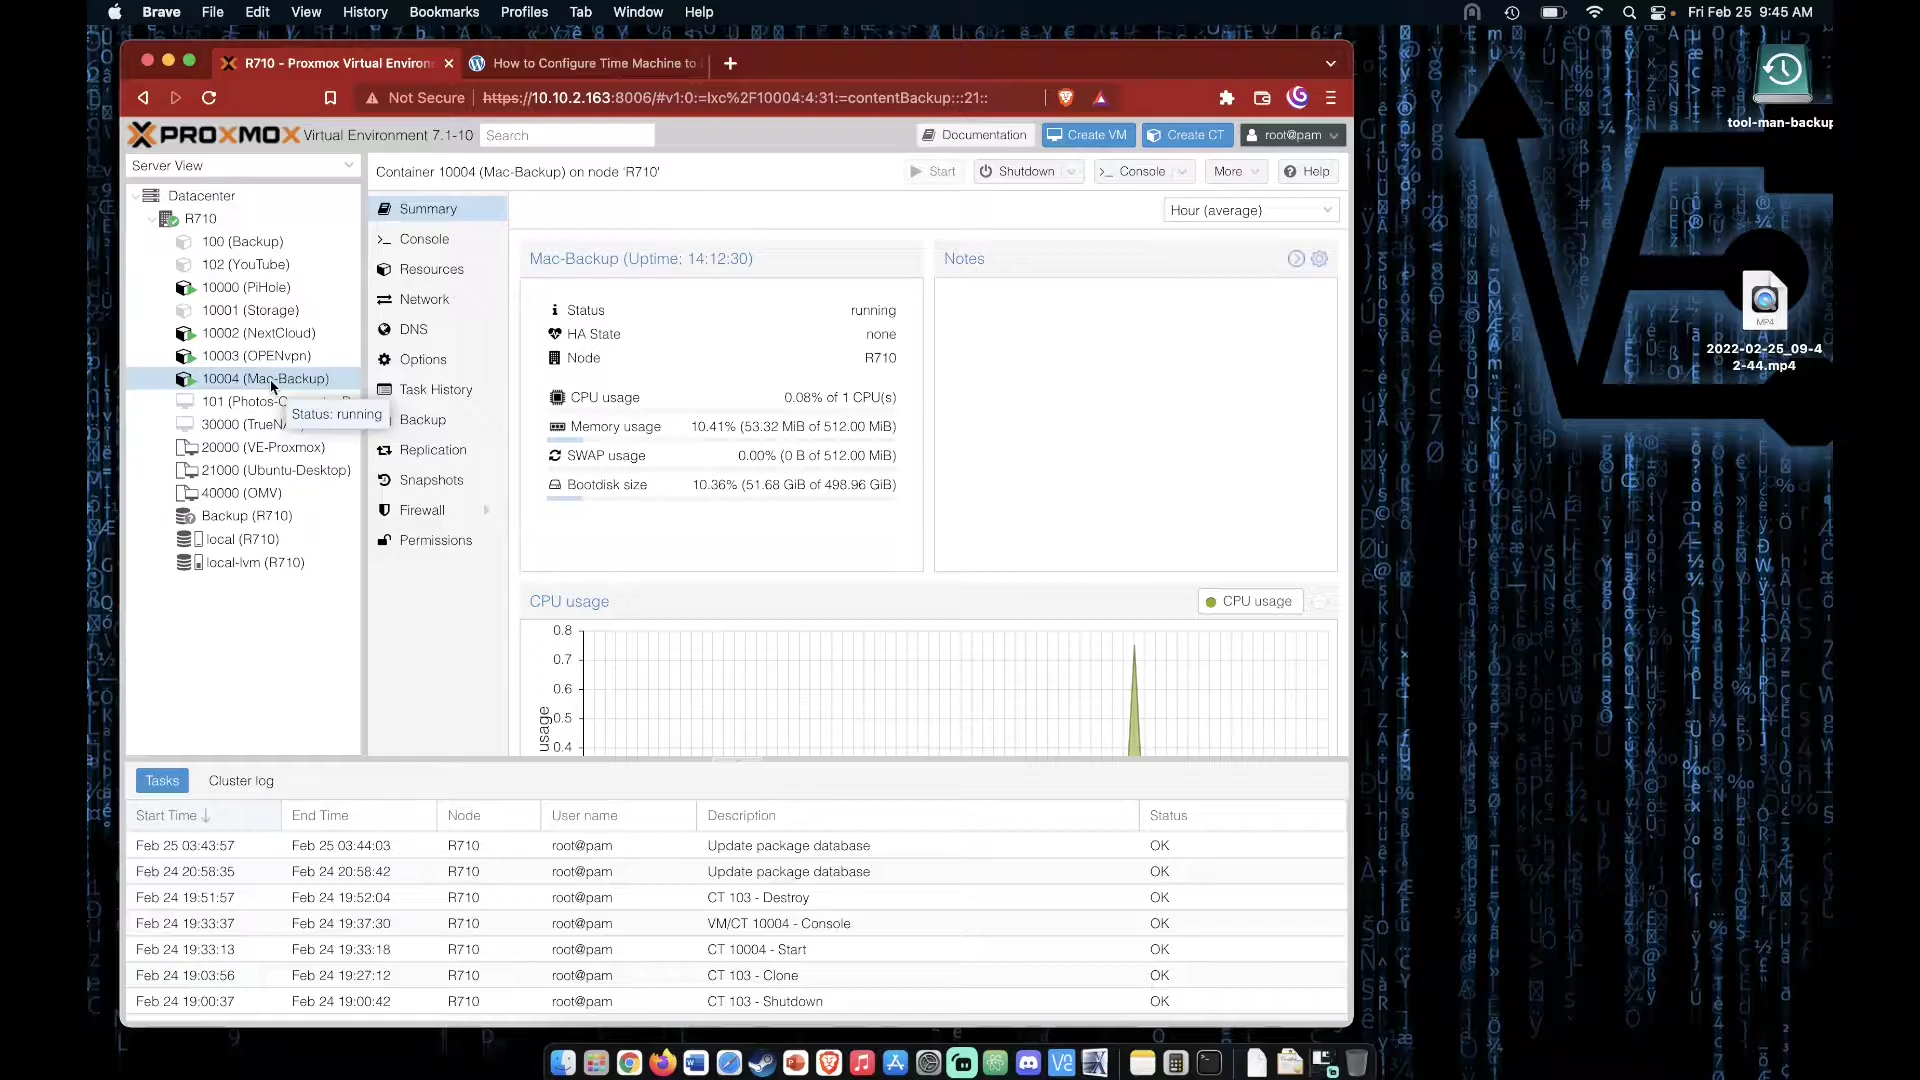 Brave File Edit View History Bookmarks Profiles Tab Window Help
Fri Feb 25 9:45 AM
R710 - Proxmox Virtual Environ
How to Configure Time Machine to
Not Secure https://10.10.2.163:8006/#v1:0:=lxc%2F10004:4:31:=contentBackup:::21::
PROXMOX Virtual Environment 7.1-10 Search Documentation Create VM Create CT root@pam
Server View
Container 10004 (Mac-Backup) on node 'R710'
Start Shutdown Console More Help
Datacenter
R710
100 (Backup)
102 (YouTube)
10000 (PiHole)
10001 (Storage)
10002 (NextCloud)
10003 (OPENvpn)
10004 (Mac-Backup)
101 (Photos-C
Status: running
30000 (TrueNA
20000 (VE-Proxmox)
21000 (Ubuntu-Desktop)
40000 (OMV)
Backup (R710)
local (R710)
local-lvm (R710)
Summary
Console
Resources
Network
DNS
Options
Task History
Backup
Replication
Snapshots
Firewall
Permissions
Hour (average)
Mac-Backup (Uptime: 14:12:30)
Status running
HA State none
Node R710
CPU usage 0.08% of 1 CPU(s)
Memory usage 10.41% (53.32 MiB of 512.00 MiB)
SWAP usage 0.00% (0 B of 512.00 MiB)
Bootdisk size 10.36% (51.68 GiB of 498.96 GiB)
Notes
CPU usage
CPU usage
0.8
0.7
0.6
0.5
0.4
usage
Tasks Cluster log
Start Time End Time Node User name Description Status
Feb 25 03:43:57 Feb 25 03:44:03 R710 root@pam Update package database OK
Feb 24 20:58:35 Feb 24 20:58:42 R710 root@pam Update package database OK
Feb 24 19:51:57 Feb 24 19:52:04 R710 root@pam CT 103 - Destroy OK
Feb 24 19:33:37 Feb 24 19:37:30 R710 root@pam VM/CT 10004 - Console OK
Feb 24 19:33:13 Feb 24 19:33:18 R710 root@pam CT 10004 - Start OK
Feb 24 19:03:56 Feb 24 19:27:12 R710 root@pam CT 103 - Clone OK
Feb 24 19:00:37 Feb 24 19:00:42 R710 root@pam CT 103 - Shutdown OK
tool-man-backup
MP4
2022-02-25_09-4
2-44.mp4